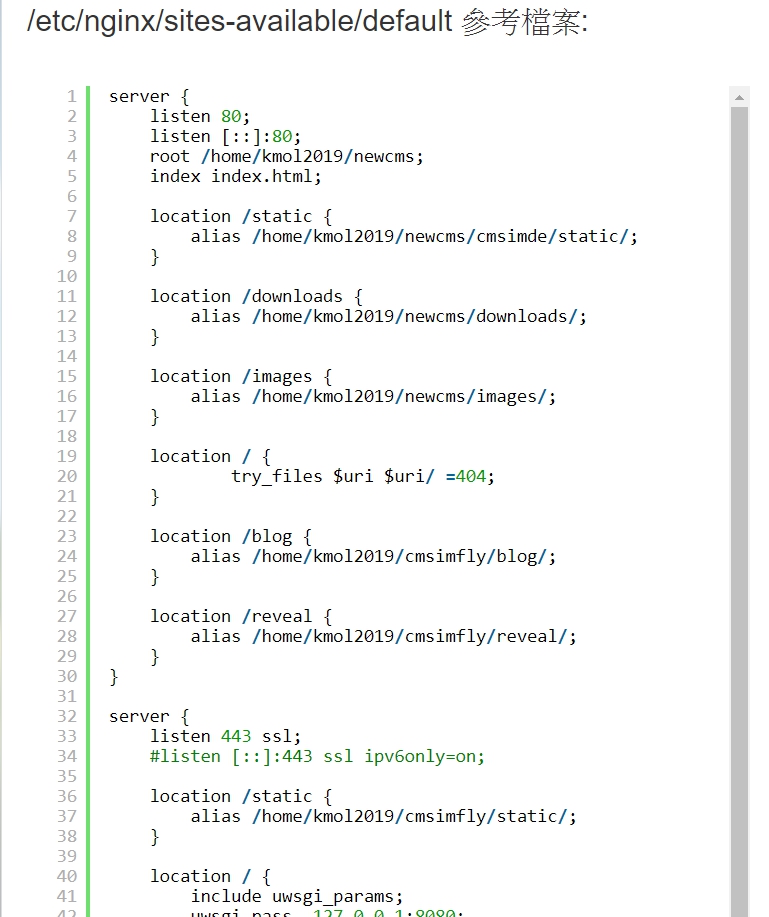 /etc/nginx/sites-available/default 參考檔案:
1 server {
2     listen 80;
3     listen [::]:80;
4     root /home/kmol2019/newcms;
5     index index.html;
6
7     location /static {
8         alias /home/kmol2019/newcms/cmsimde/static/;
9     }
10
11     location /downloads {
12         alias /home/kmol2019/newcms/downloads/;
13     }
14
15     location /images {
16         alias /home/kmol2019/newcms/images/;
17     }
18
19     location / {
20             try_files $uri $uri/ =404;
21     }
22
23     location /blog {
24         alias /home/kmol2019/cmsimfly/blog/;
25     }
26
27     location /reveal {
28         alias /home/kmol2019/cmsimfly/reveal/;
29     }
30 }
31
32 server {
33     listen 443 ssl;
34     #listen [::]:443 ssl ipv6only=on;
35
36     location /static {
37         alias /home/kmol2019/cmsimfly/static/;
38     }
39
40     location / {
41         include uwsgi_params;
42         uwsgi_pass  127.0.0.1:8080;